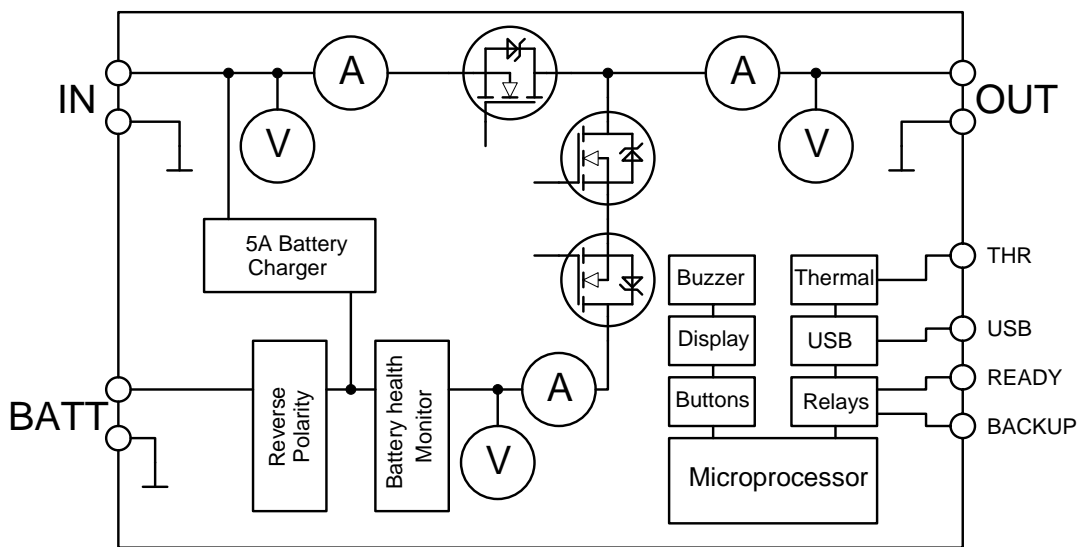 A
A
IN
OUT
V
V
5A Battery
Charger
THR
Buzzer
Thermal
USB
Display
USB
READY
A
BATT
Reverse
Polarity
Battery health
Monitor
Buttons
Relays
BACKUP
V
Microprocessor